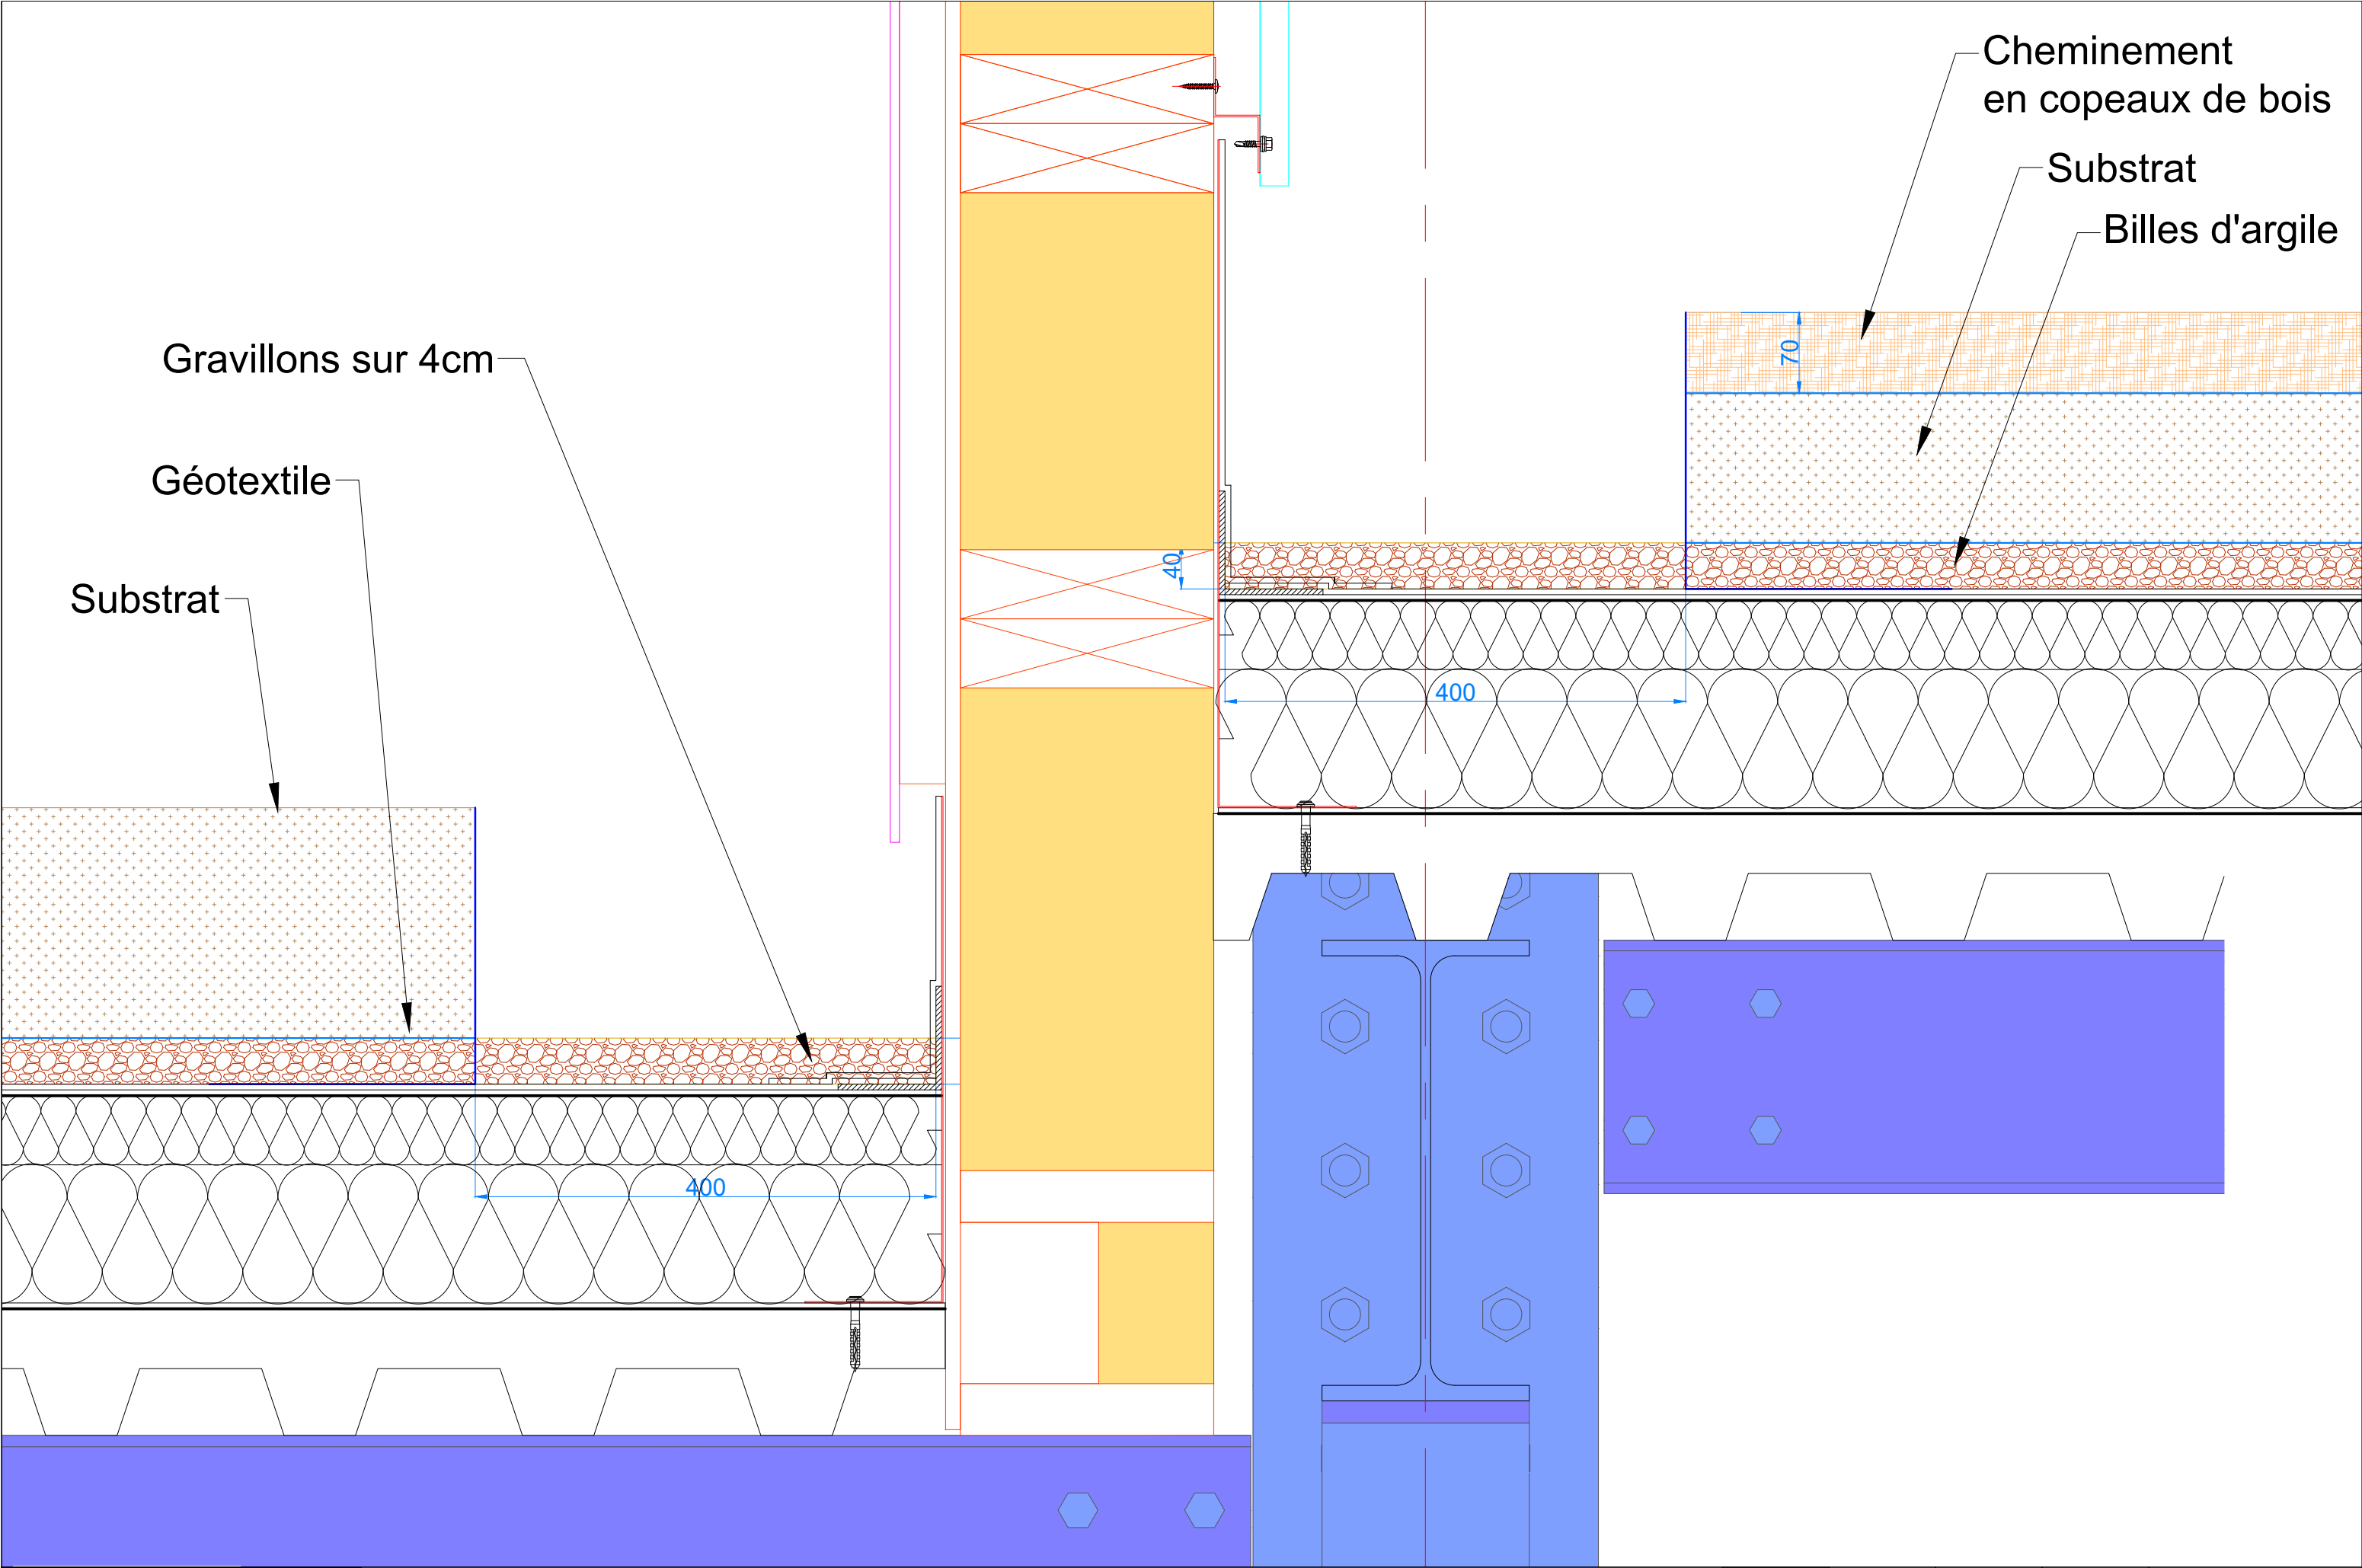 Cheminement
en copeaux de bois
Substrat
Billes d'argile
Gravillons sur 4cm
Géotextile
Substrat
70
40
400
400